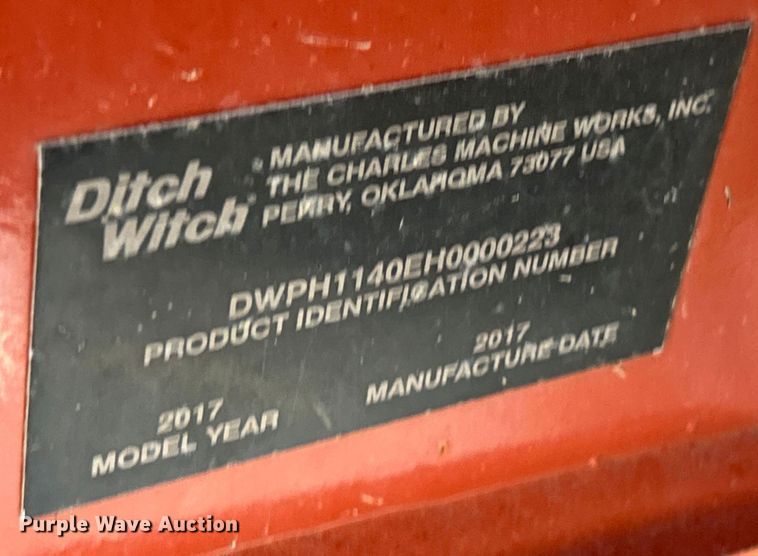 Ditch
Witch
MANUFACTURED BY
THE CHARLES MACHINE WORKS, INC.
PERRY, OKLAHOMA 73077 USA
DWPH1140EH0000223
PRODUCT IDENTIFICATION NUMBER
2017
MODEL YEAR
2017
MANUFACTURE DATE
Purple Wave Auction